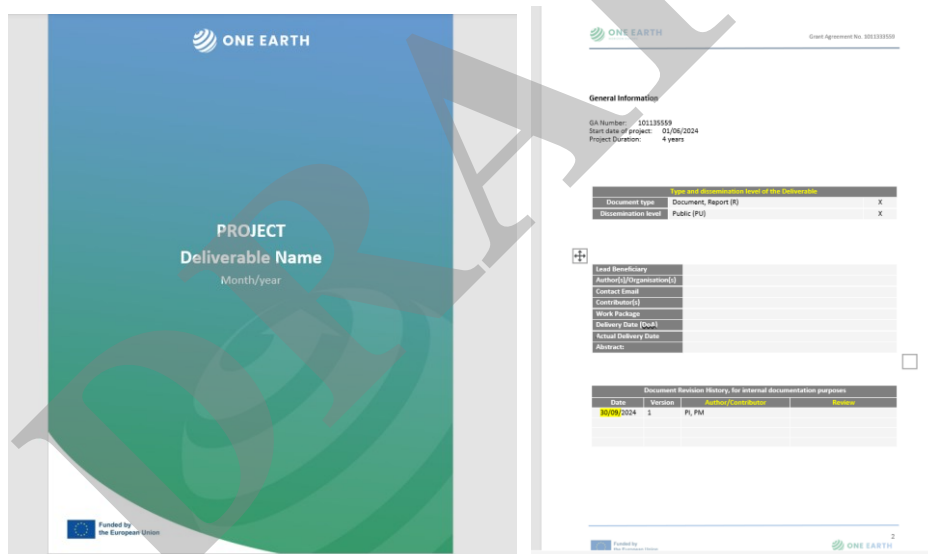 ONE EARTH
PROJECT
Deliverable Name
Month/year
Funded by
the European Union
ONE EARTH
Grant Agreement No. 1011333559
General Information
GA Number: 101135559
Start date of project: 01/06/2024
Project Duration: 4 years
Type and dissemination level of the Deliverable
Document type Document, Report (R) X
Dissemination level Public (PU) X
Lead Beneficiary
Author(s)/Organisation(s)
Contact Email
Contributor(s)
Work Package
Delivery Date [DoA]
Actual Delivery Date
Abstract:
Document Revision History, for internal documentation purposes
Date Version Author/Contributor Review
30/09/2024 1 PI, PM
2
Funded by
the European Union
ONE EARTH
DRAFT